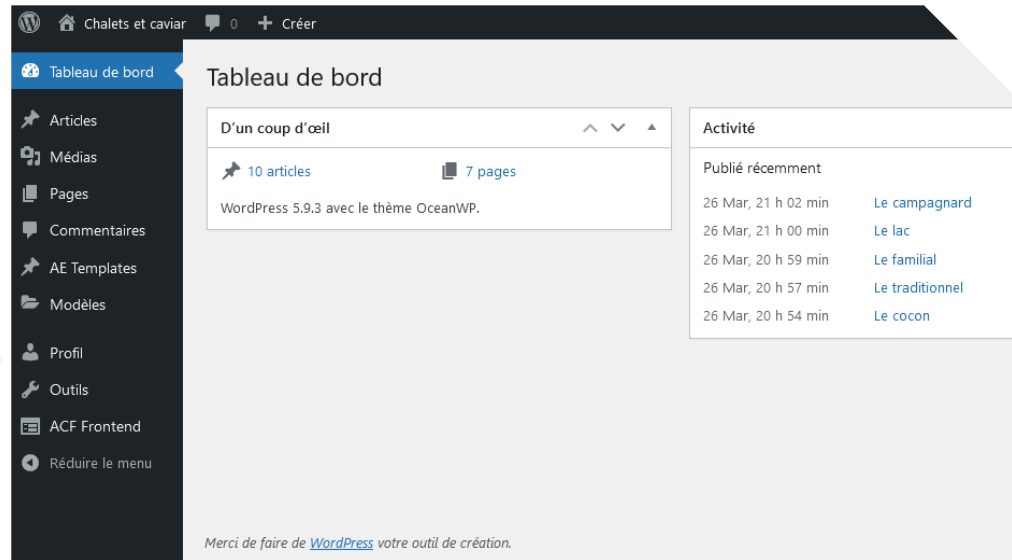 Chalets et caviar 0 Créer
Tableau de bord
Articles
Médias
Pages
Commentaires
AE Templates
Modèles
Profil
Outils
ACF Frontend
Réduire le menu
Tableau de bord
D'un coup d'œil
10 articles 7 pages
WordPress 5.9.3 avec le thème OceanWP.
Activité
Publié récemment
26 Mar, 21 h 02 min Le campagnard
26 Mar, 21 h 00 min Le lac
26 Mar, 20 h 59 min Le familial
26 Mar, 20 h 57 min Le traditionnel
26 Mar, 20 h 54 min Le cocon
Merci de faire de WordPress votre outil de création.